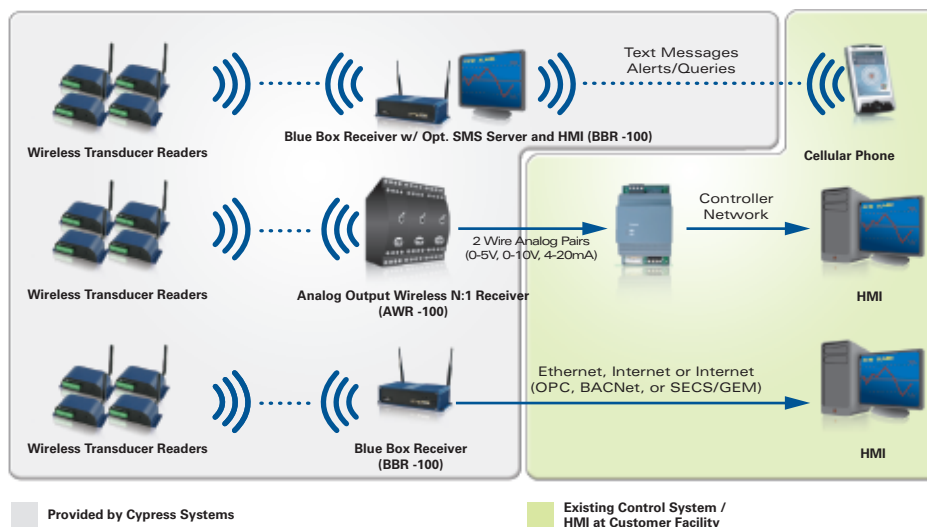 Text Messages
Alerts/Queries
Blue Box Receiver w/ Opt. SMS Server and HMI (BBR -100)
Wireless Transducer Readers
Cellular Phone
Controller
Network
2 Wire Analog Pairs
(0-5V, 0-10V, 4-20mA)
Wireless Transducer Readers
Analog Output Wireless N:1 Receiver
(AWR -100)
HMI
Ethernet, Internet or Internet
(OPC, BACNet, or SECS/GEM)
Wireless Transducer Readers
Blue Box Receiver
(BBR -100)
HMI
Provided by Cypress Systems
Existing Control System /
HMI at Customer Facility